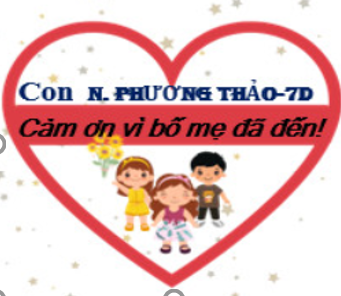 Con N. PHƯƠNG THẢO-7D
Cảm ơn vì bố mẹ đã đến!